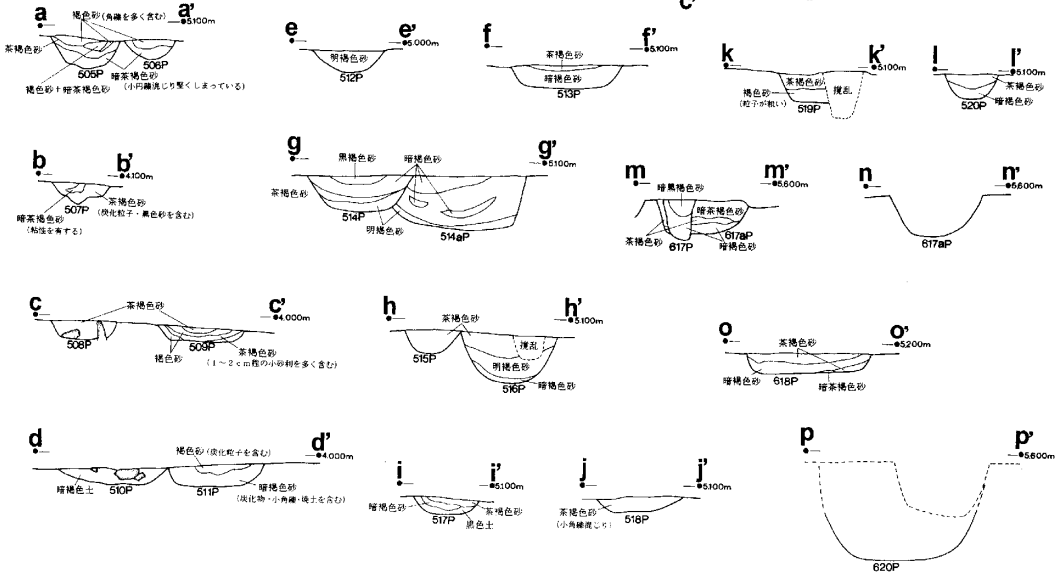 c'
a
a'
5.100m
褐色砂(角礫を多く含む)
茶褐色砂
505P
506P
暗茶褐色砂
(小円礫混じり堅くしまっている)
褐色砂+暗茶褐色砂
e
e'
5.000m
明褐色砂
512P
f
f'
5.100m
茶褐色砂
暗褐色砂
513P
k
k'
5.100m
茶褐色砂
褐色砂
(粒子が粗い)
攪乱
519P
l
l'
5.100m
茶褐色砂
暗褐色砂
520P
b
b'
4.100m
507P
茶褐色砂
(炭化粒子・黒色砂を含む)
暗茶褐色砂
(粘性を有する)
g
g'
5.100m
黒褐色砂
暗褐色砂
茶褐色砂
514P
明褐色砂
514aP
m
m'
5.600m
暗黒褐色砂
暗茶褐色砂
茶褐色砂
617P
617aP
暗褐色砂
n
n'
5.600m
617aP
c
c'
4.000m
茶褐色砂
508P
509P
褐色砂
茶褐色砂
(1~2cm程の小砂利を多く含む)
h
h'
5.100m
茶褐色砂
攪乱
515P
明褐色砂
516P
暗褐色砂
o
o'
5.200m
茶褐色砂
暗褐色砂
618P
暗茶褐色砂
d
d'
4.000m
褐色砂(炭化粒子を含む)
暗褐色土
510P
511P
暗褐色砂
(炭化物・小角礫・焼土を含む)
i
i'
5.100m
暗褐色砂
517P
茶褐色砂
黒色土
j
j'
5.100m
茶褐色砂
(小角礫混じり)
518P
p
p'
5.600m
620P